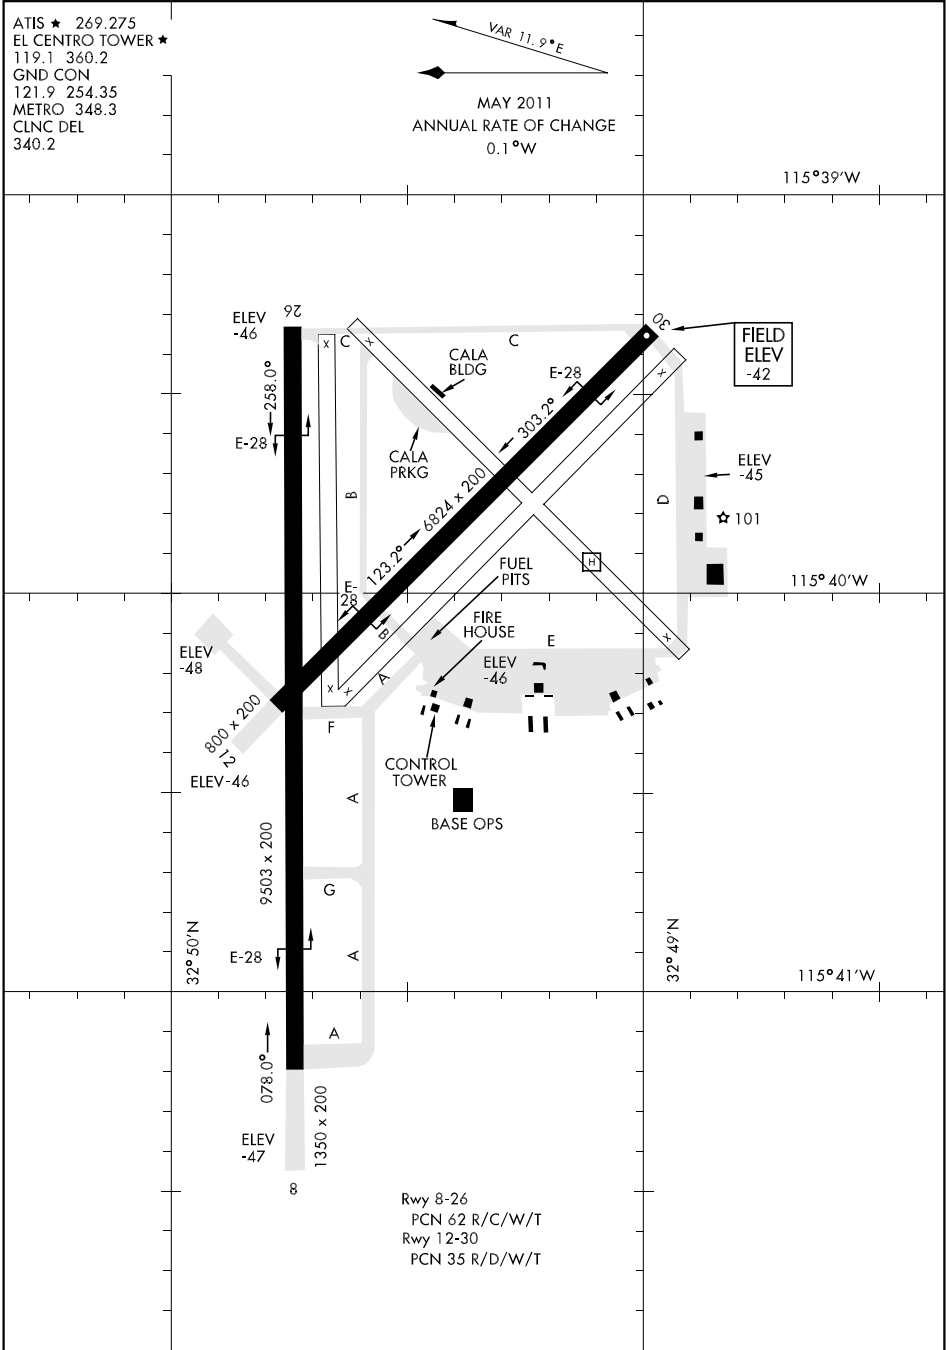 ATIS ★ 269.275
EL CENTRO TOWER ★
119.1 360.2
GND CON
121.9 254.35
METRO 348.3
CLNC DEL
340.2
VAR 11.9°E
MAY 2011
ANNUAL RATE OF CHANGE
0.1°W
115°39'W
ELEV
-46
26
C
C
CALA
BLDG
30
FIELD
ELEV
-42
258.0°
E-28
E-28
303.2°
CALA
PRKG
ELEV
-45
B
6824 x 200
D
101
123.2°
FUEL
PITS
H
115°40'W
E-
28
B
FIRE
HOUSE
E
ELEV
-48
ELEV
-46
A
x
x
x
x
x
x
800 x 200
12
F
ELEV-46
CONTROL
TOWER
A
BASE OPS
9503 x 200
G
32°50'N
32°49'N
E-28
A
115°41'W
A
078.0°
1350 x 200
ELEV
-47
8
Rwy 8-26
PCN 62 R/C/W/T
Rwy 12-30
PCN 35 R/D/W/T